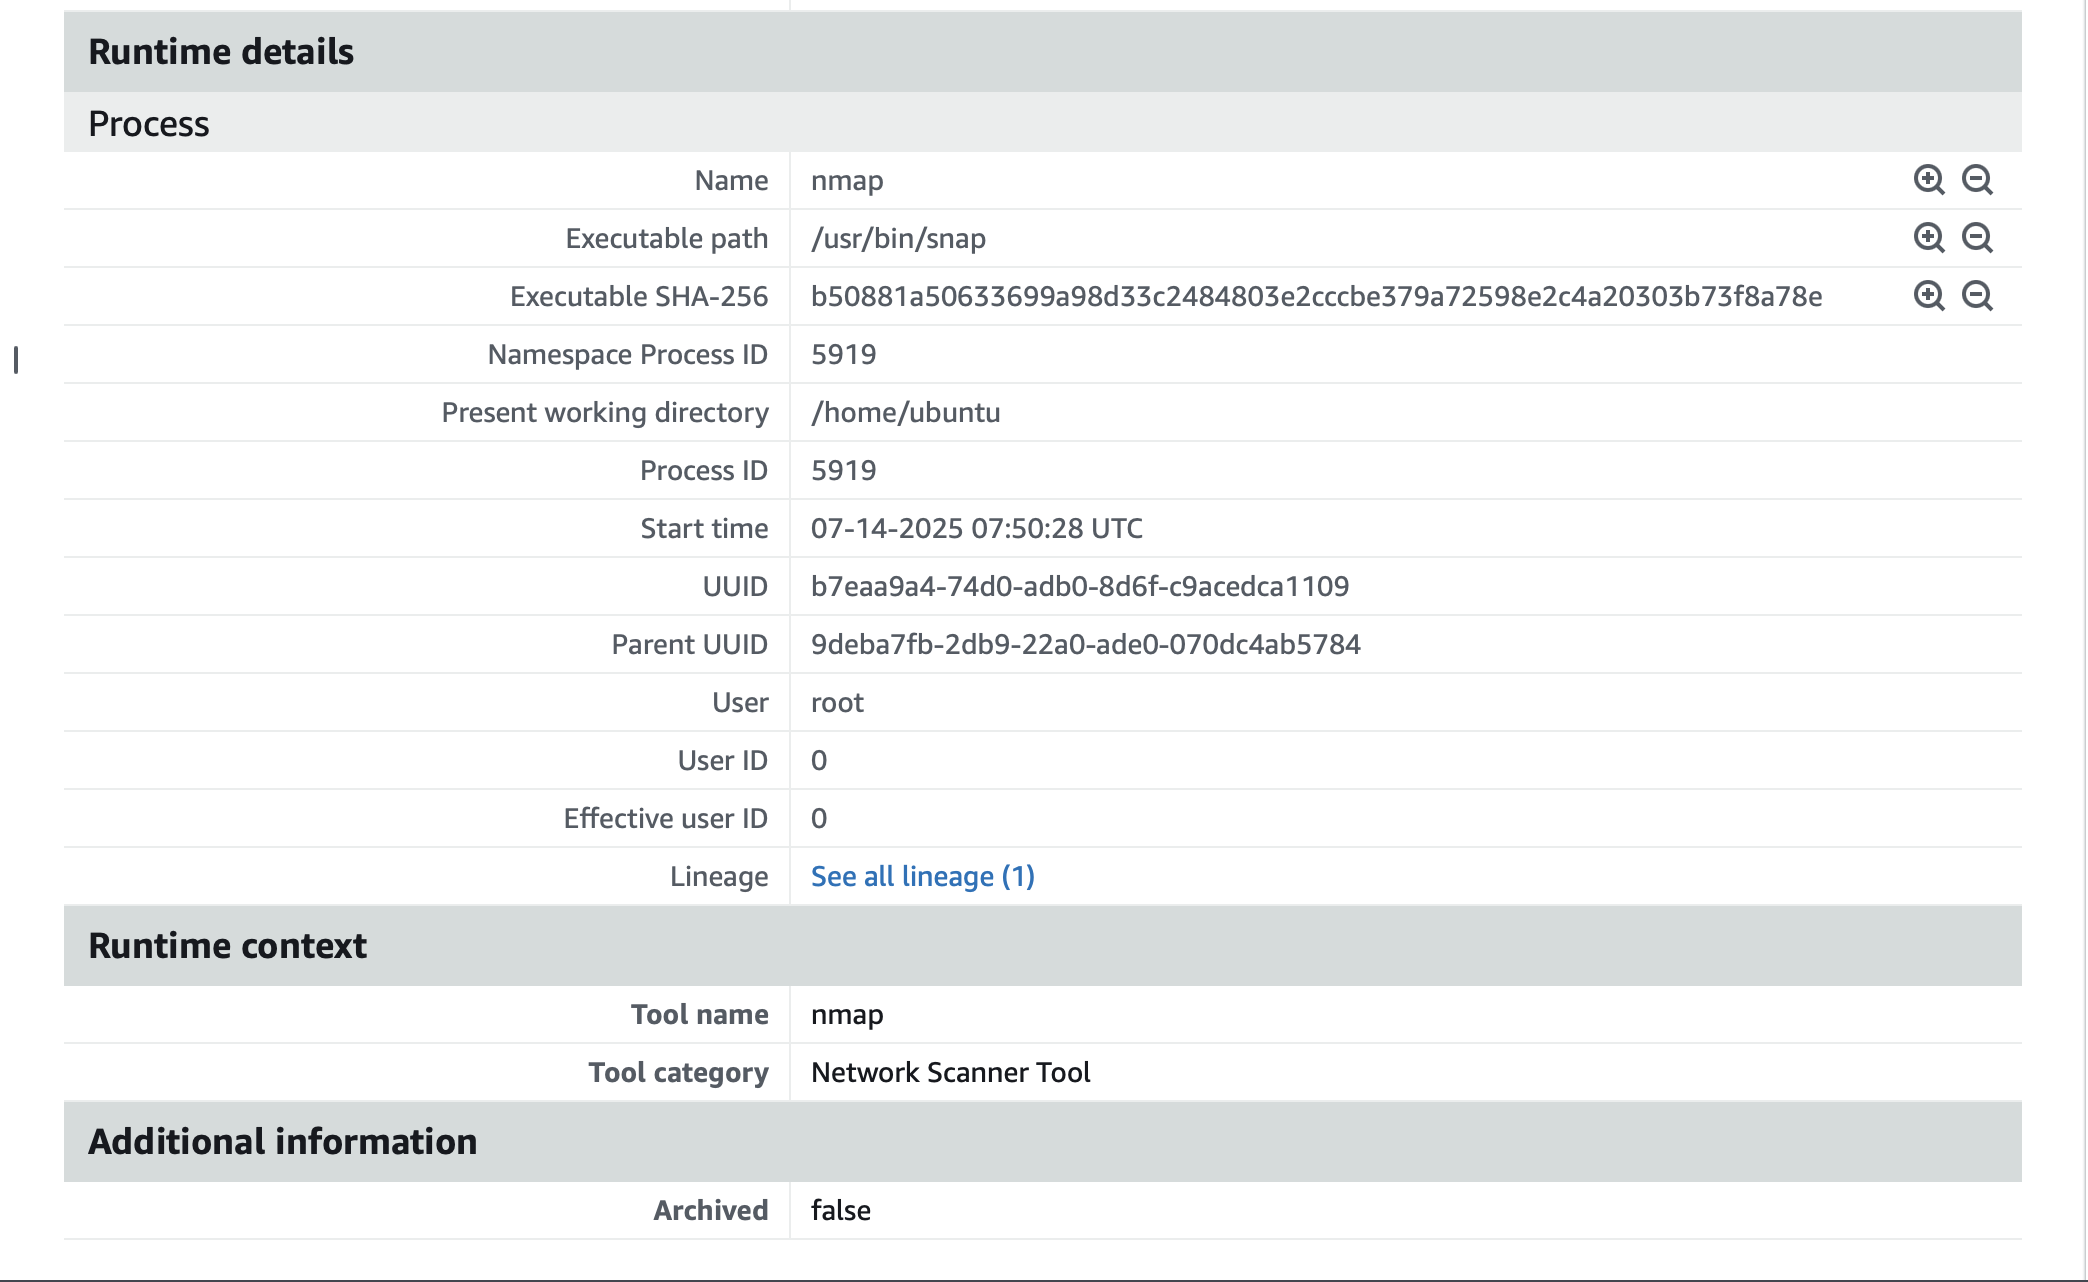 Runtime details
Process
Name nmap
Executable path /usr/bin/snap
Executable SHA-256 b50881a50633699a98d33c2484803e2cccbe379a72598e2c4a20303b73f8a78e
Namespace Process ID 5919
Present working directory /home/ubuntu
Process ID 5919
Start time 07-14-2025 07:50:28 UTC
UUID b7eaa9a4-74d0-adb0-8d6f-c9acedca1109
Parent UUID 9deba7fb-2db9-22a0-ade0-070dc4ab5784
User root
User ID 0
Effective user ID 0
Lineage See all lineage (1)
Runtime context
Tool name nmap
Tool category Network Scanner Tool
Additional information
Archived false